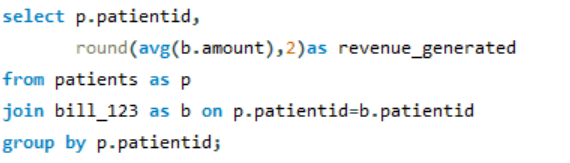 select p.patientid,
round(avg(b.amount),2)as revenue_generated
from patients as p
join bill_123 as b on p.patientid=b.patientid
group by p.patientid;